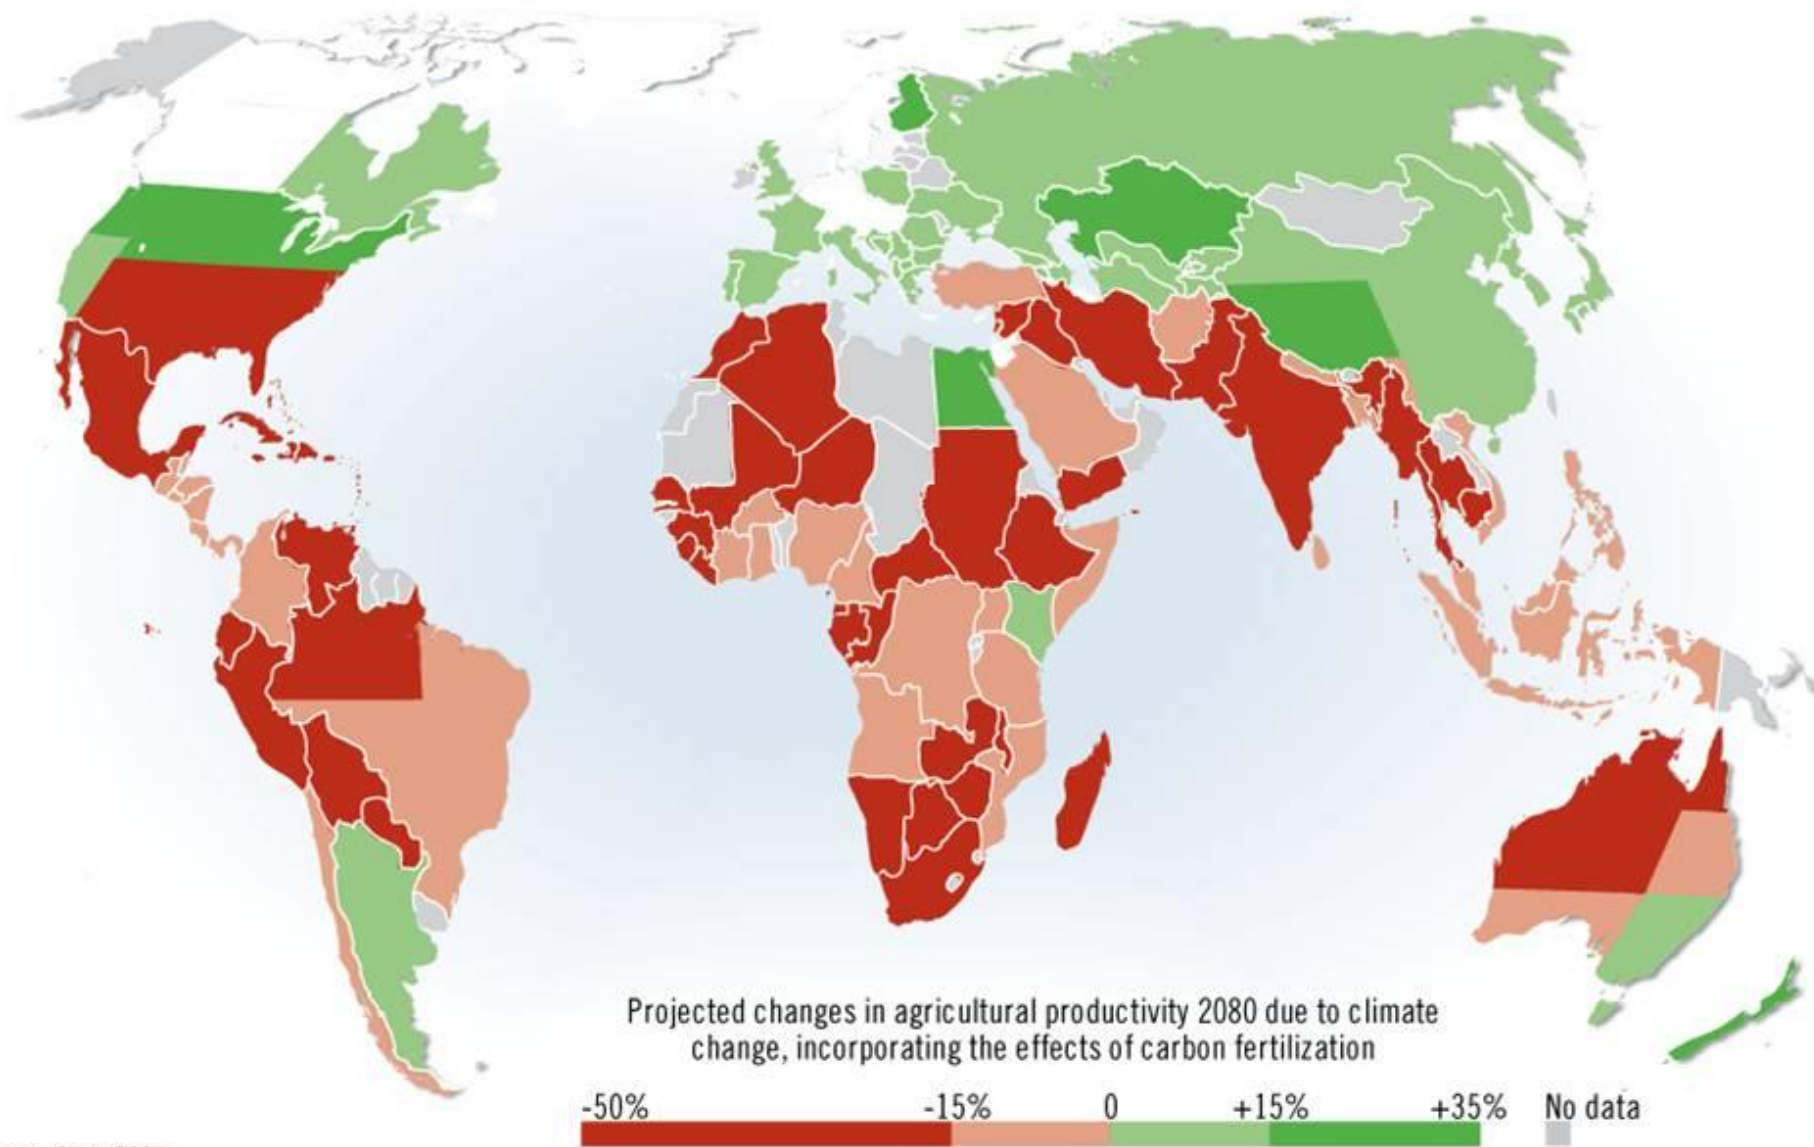 Projected changes in agricultural productivity 2080 due to climate
change, incorporating the effects of carbon fertilization
-50% -15% 0 +15% +35% No data